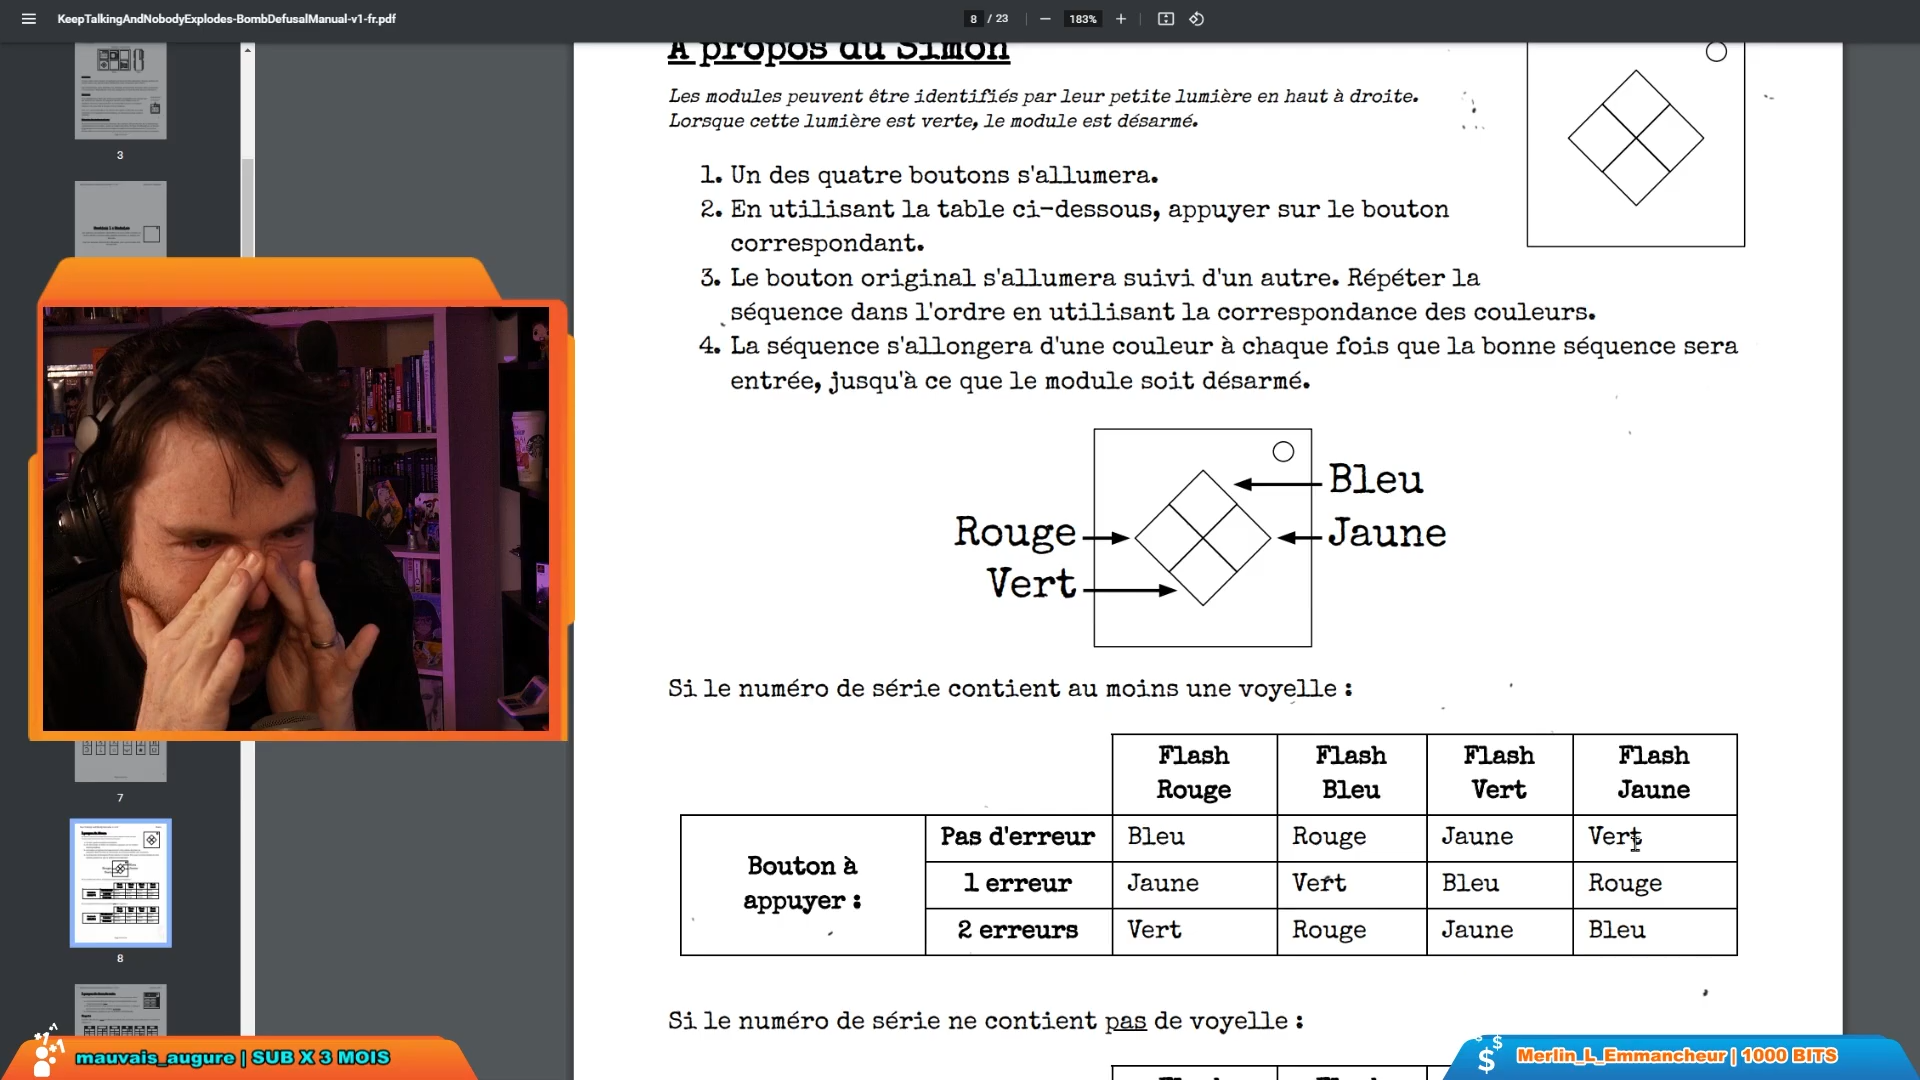 KeepTalkingAndNobodyExplodes-BombDefusalManual-v1-fr.pdf
8 / 23
183%
3
7
8
À propos du Simon
Les modules peuvent être identifiés par leur petite lumière en haut à droite.
Lorsque cette lumière est verte, le module est désarmé.
1. Un des quatre boutons s'allumera.
2. En utilisant la table ci-dessous, appuyer sur le bouton
correspondant.
3. Le bouton original s'allumera suivi d'un autre. Répéter la
séquence dans l'ordre en utilisant la correspondance des couleurs.
4. La séquence s'allongera d'une couleur à chaque fois que la bonne séquence sera
entrée, jusqu'à ce que le module soit désarmé.
Bleu
Rouge
Jaune
Vert
Si le numéro de série contient au moins une voyelle :
Flash Rouge
Flash Bleu
Flash Vert
Flash Jaune
Bouton à appuyer :
Pas d'erreur Bleu Rouge Jaune Vert
1 erreur Jaune Vert Bleu Rouge
2 erreurs Vert Rouge Jaune Bleu
Si le numéro de série ne contient pas de voyelle :
mauvais_augure | SUB X 3 MOIS
Merlin_L_Emmancheur | 1000 BITS